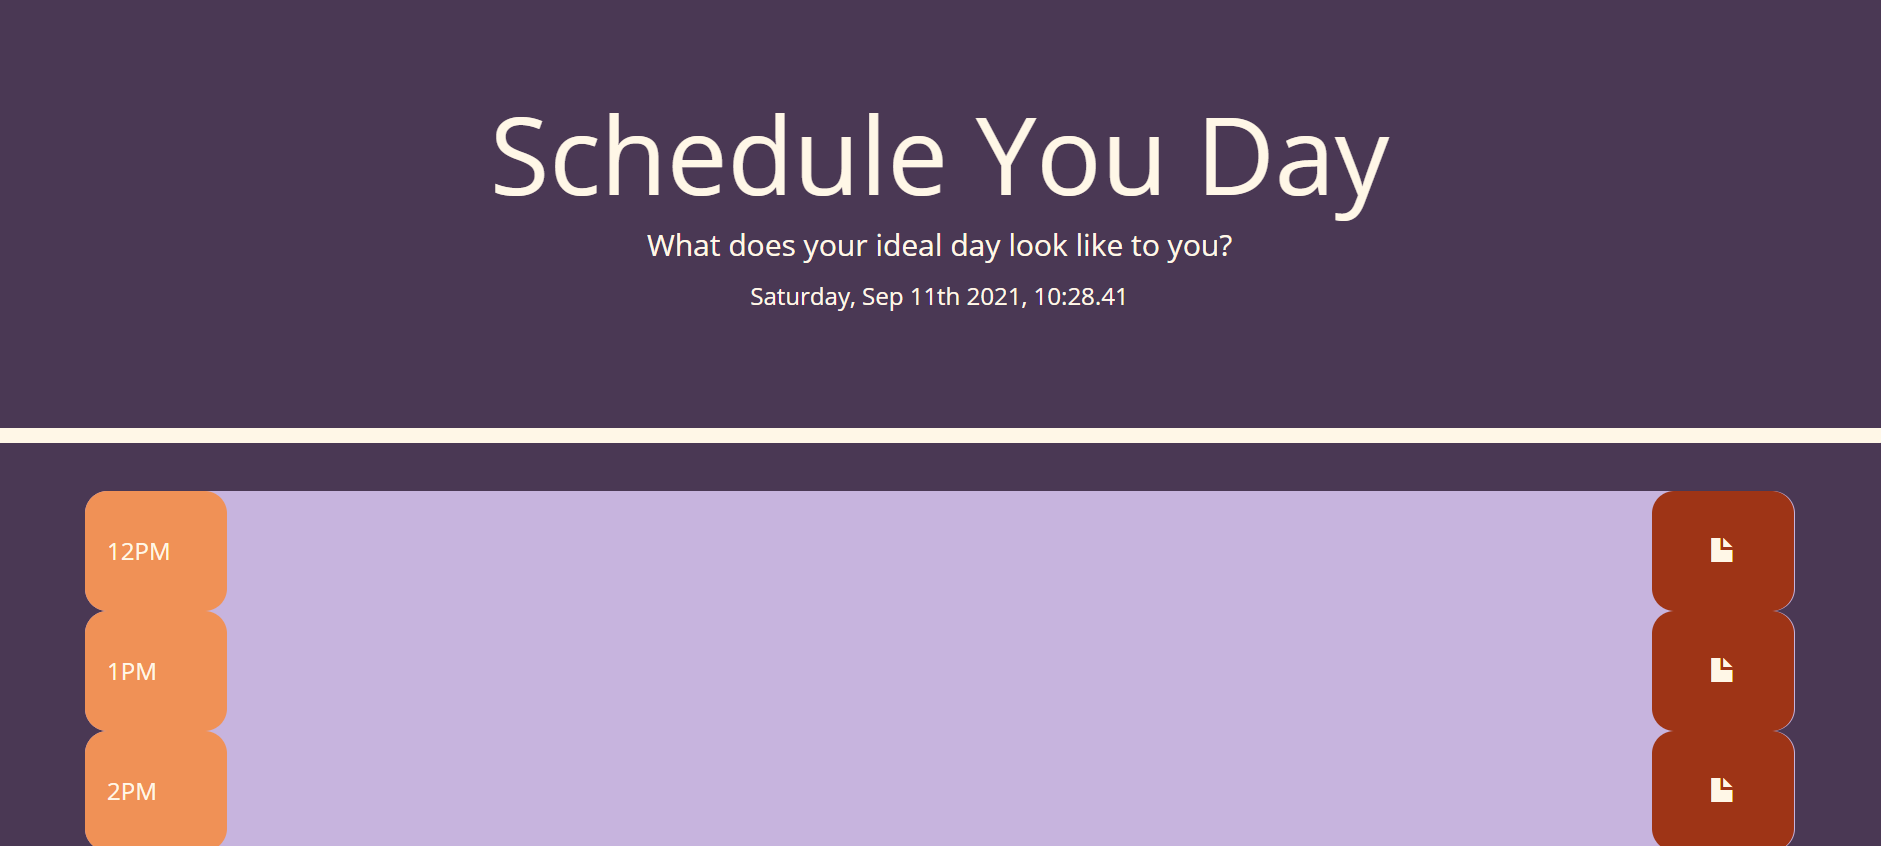 Schedule You Day
What does your ideal day look like to you?
Saturday, Sep 11th 2021, 10:28.41
12PM
1PM
2PM